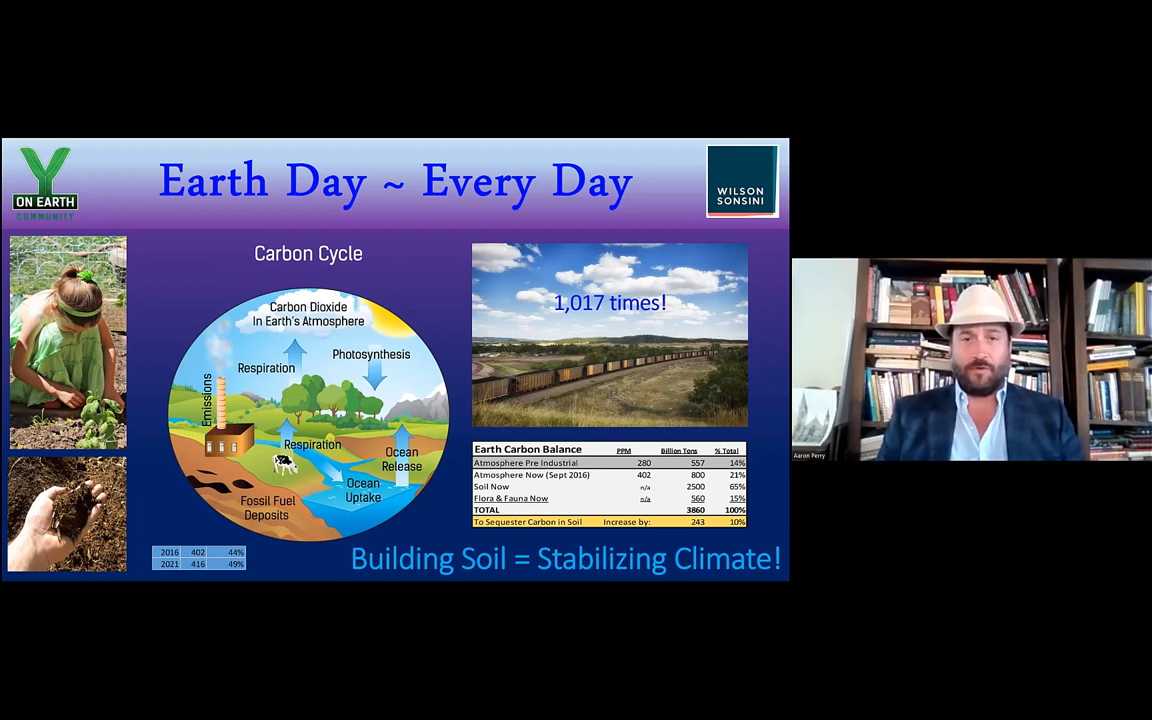 Y
ON EARTH
COMMUNITY
Earth Day ~ Every Day
WILSON
SONSINI
Carbon Cycle
Carbon Dioxide
In Earth's Atmosphere
Respiration
Photosynthesis
Emissions
Respiration
Ocean
Release
Ocean
Uptake
Fossil Fuel
Deposits
1,017 times!
Earth Carbon Balance PPM Billion Tons % Total
Atmosphere Pre Industrial 280 557 14%
Atmosphere Now (Sept 2016) 402 800 21%
Soil Now n/a 2500 65%
Flora & Fauna Now n/a 560 15%
TOTAL 3860 100%
To Sequester Carbon in Soil Increase by: 243 10%
2016 402 44%
2021 416 49%
Building Soil = Stabilizing Climate!
Aaron Perry